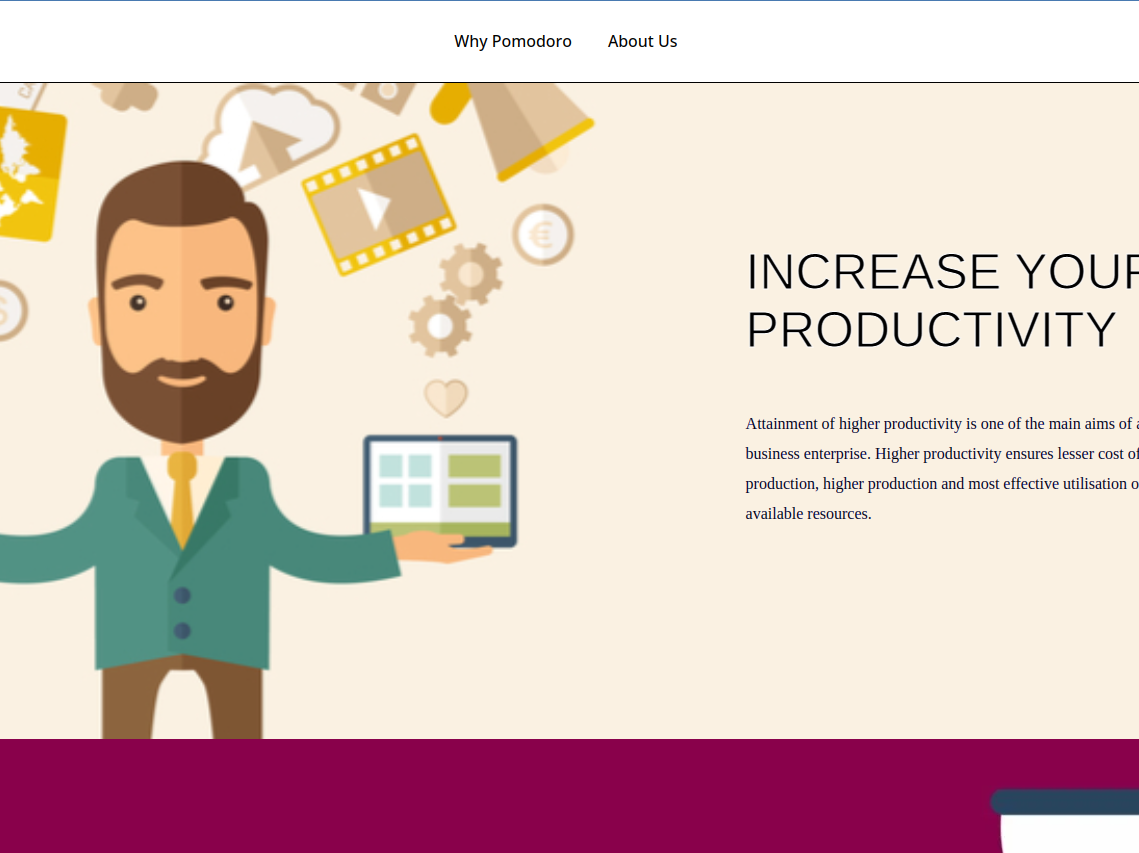 Why Pomodoro About Us
INCREASE YOUR
PRODUCTIVITY
Attainment of higher productivity is one of the main aims of
business enterprise. Higher productivity ensures lesser cost of
production, higher production and most effective utilisation
available resources.